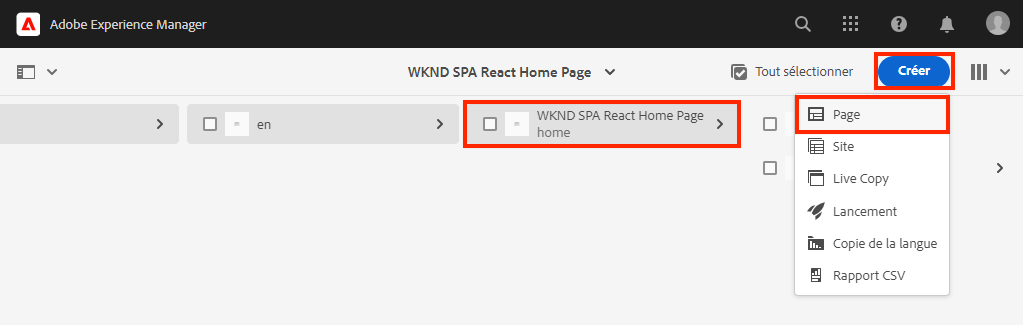 Adobe Experience Manager
WKND SPA React Home Page
Tout sélectionner
Créer
en
WKND SPA React Home Page
home
Page
Site
Live Copy
Lancement
Copie de la langue
Rapport CSV